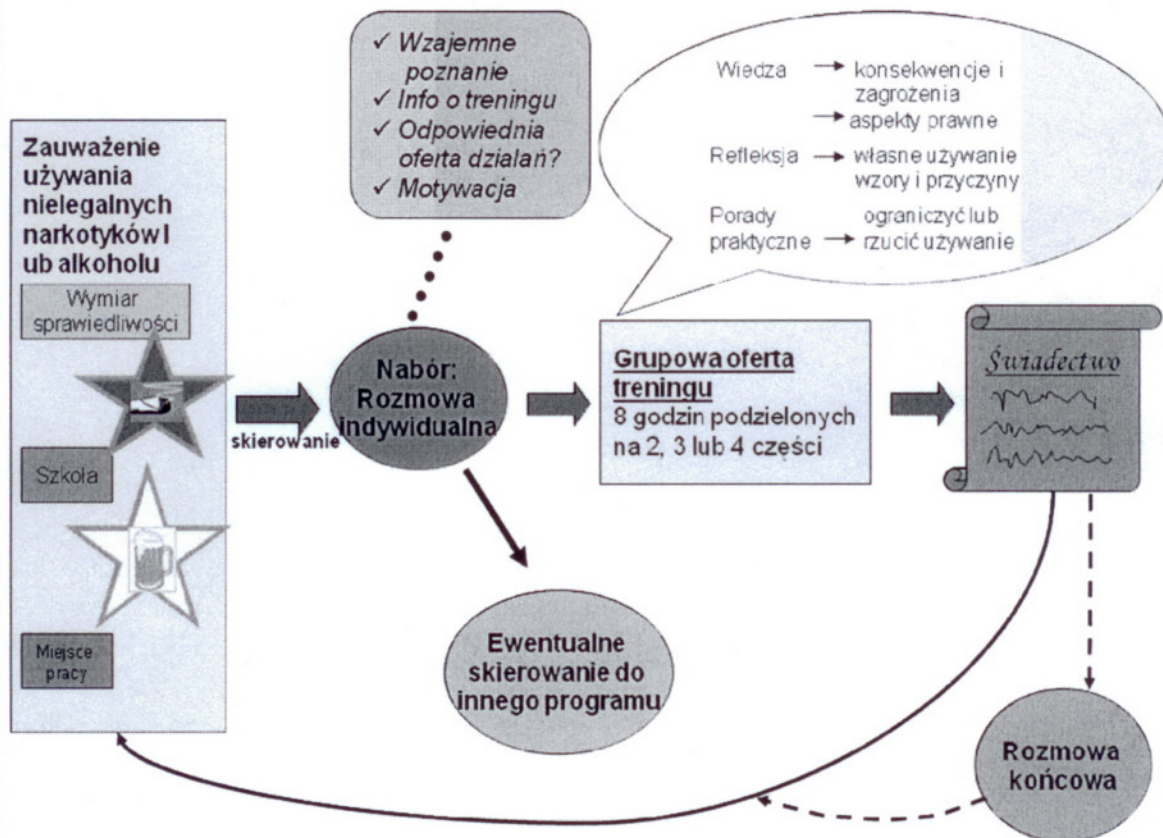 ✓ Wzajemne
poznanie
✓ Info o treningu
✓ Odpowiednia
oferta działań?
✓ Motywacja
Wiedza → konsekwencje i
zagrożenia
→ aspekty prawne
Refleksja → własne używanie
wzory i przyczyny
Porady ograniczyć lub
praktyczne → rzucić używanie
Zauważenie
używania
nielegalnych
narkotyków l
ub alkoholu
Wymiar
sprawiedliwości
Szkoła
Miejsce
pracy
skierowanie
Nabór:
Rozmowa
indywidualna
Grupowa oferta
treningu
8 godzin podzielonych
na 2, 3 lub 4 części
Świadectwo
Ewentualne
skierowanie do
innego programu
Rozmowa
końcowa